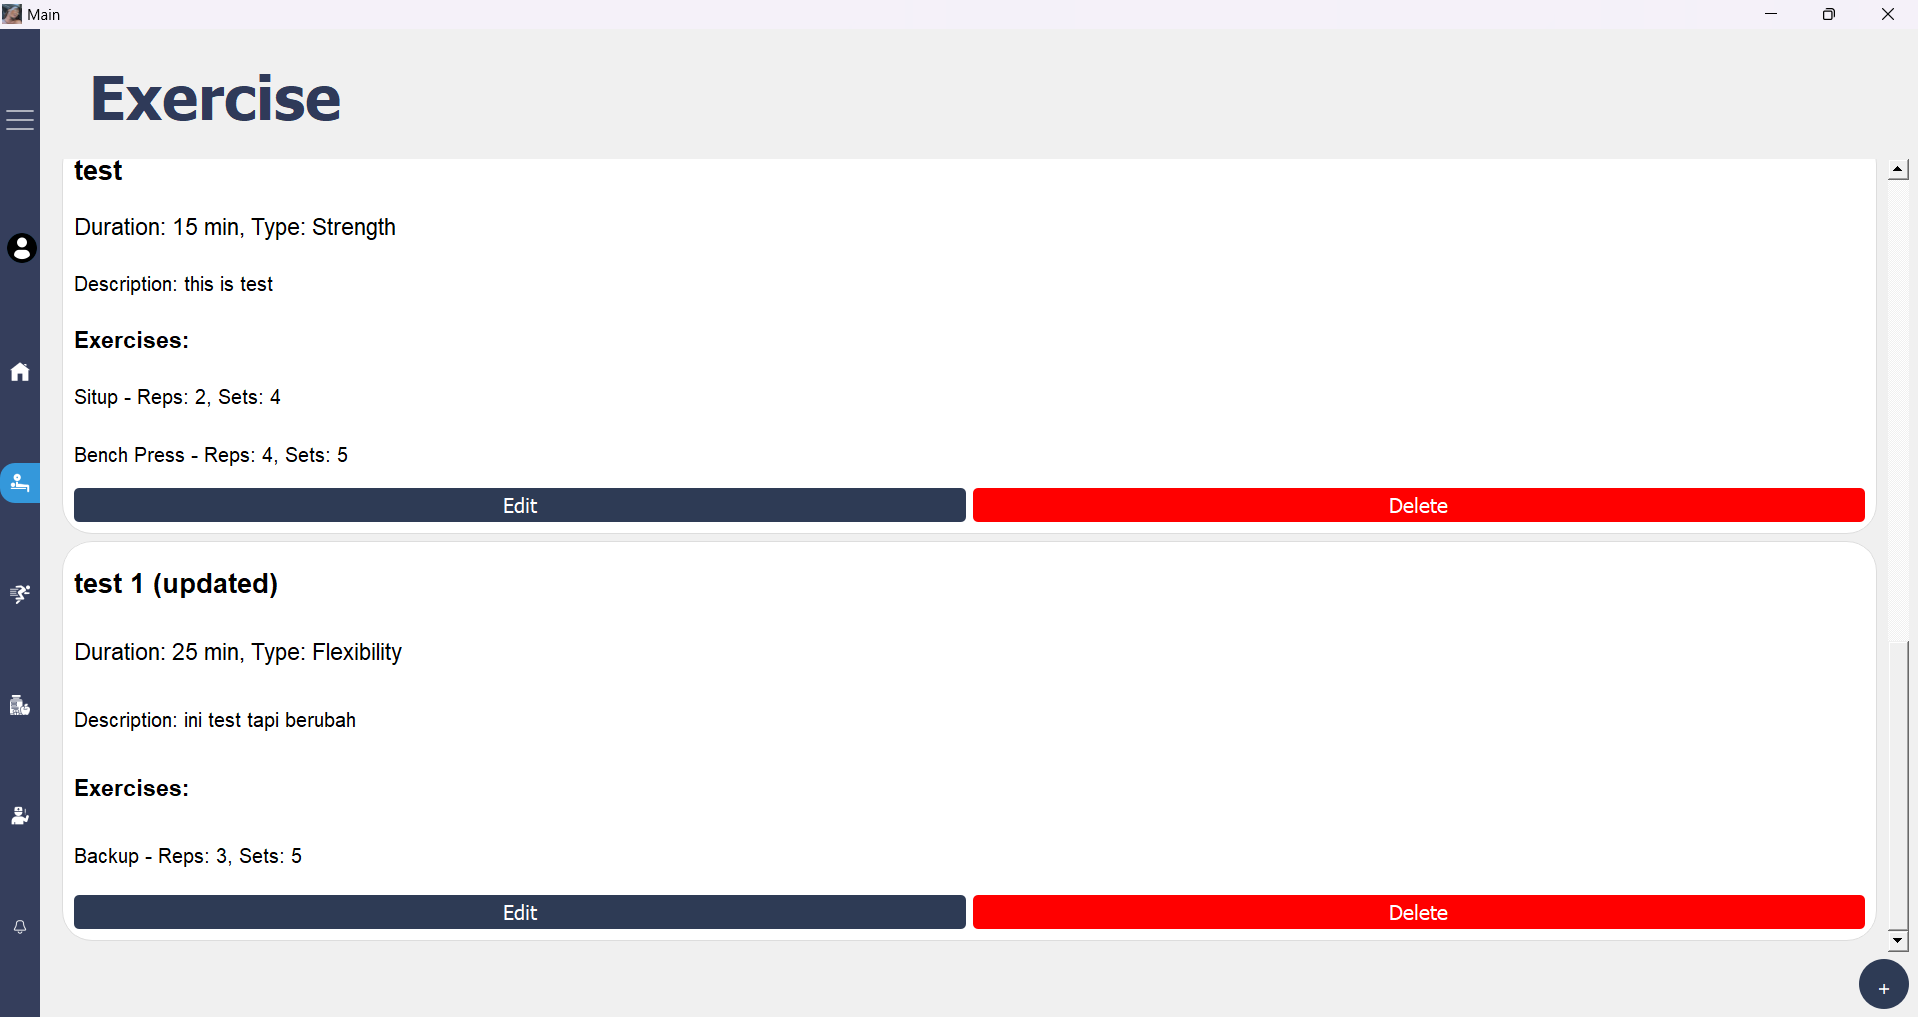 Main
Exercise
test
Duration: 15 min, Type: Strength
Description: this is test
Exercises:
Situp - Reps: 2, Sets: 4
Bench Press - Reps: 4, Sets: 5
Edit
Delete
test 1 (updated)
Duration: 25 min, Type: Flexibility
Description: ini test tapi berubah
Exercises:
Backup - Reps: 3, Sets: 5
Edit
Delete
+